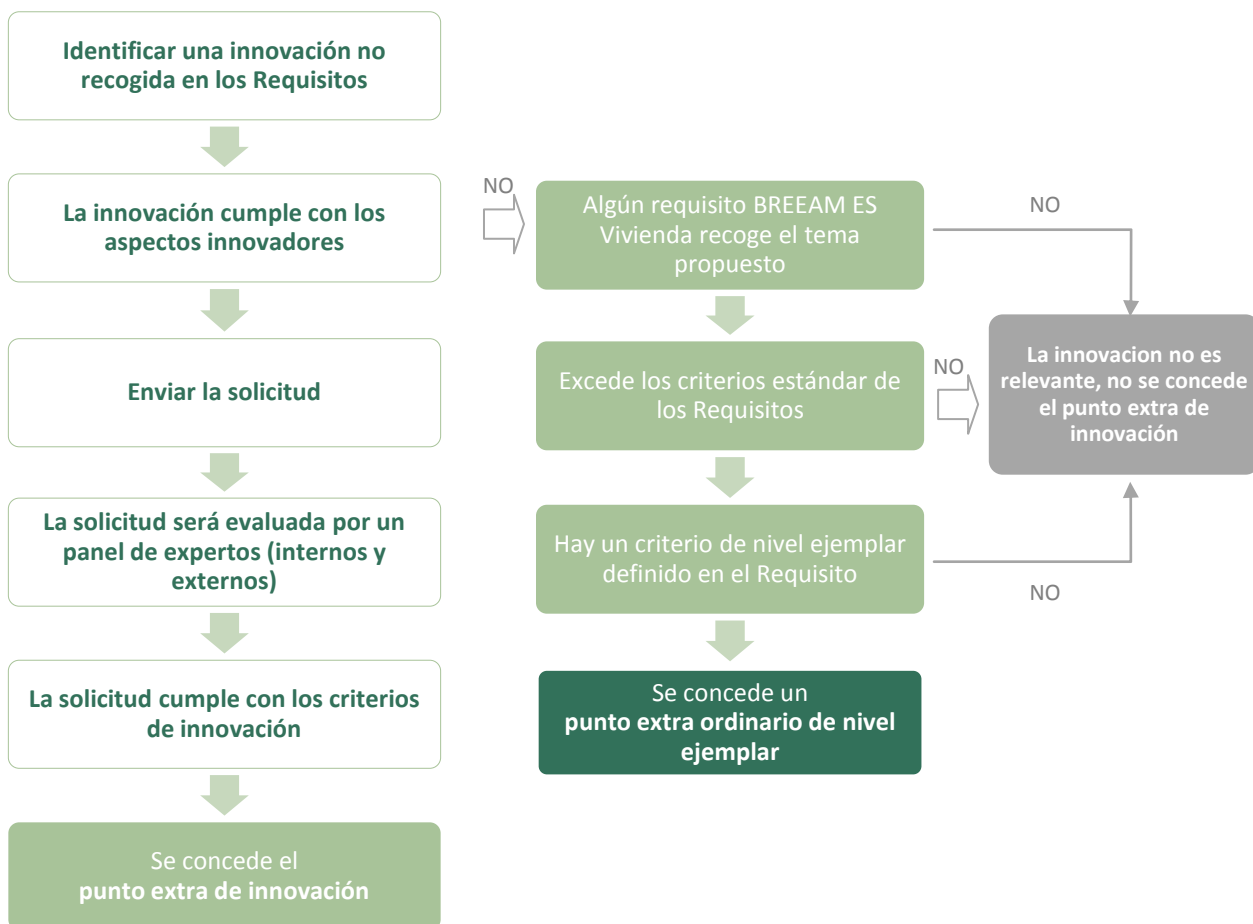 Identificar una innovación no
recogida en los Requisitos
La innovación cumple con los
aspectos innovadores
Enviar la solicitud
La solicitud será evaluada por un
panel de expertos (internos y
externos)
La solicitud cumple con los criterios
de innovación
Se concede el
punto extra de innovación
NO
Algún requisito BREEAM ES
Vivienda recoge el tema
propuesto
NO
Excede los criterios estándar de
los Requisitos
NO
Hay un criterio de nivel ejemplar
definido en el Requisito
NO
Se concede un
punto extra ordinario de nivel
ejemplar
La innovacion no es
relevante, no se concede
el punto extra de
innovación